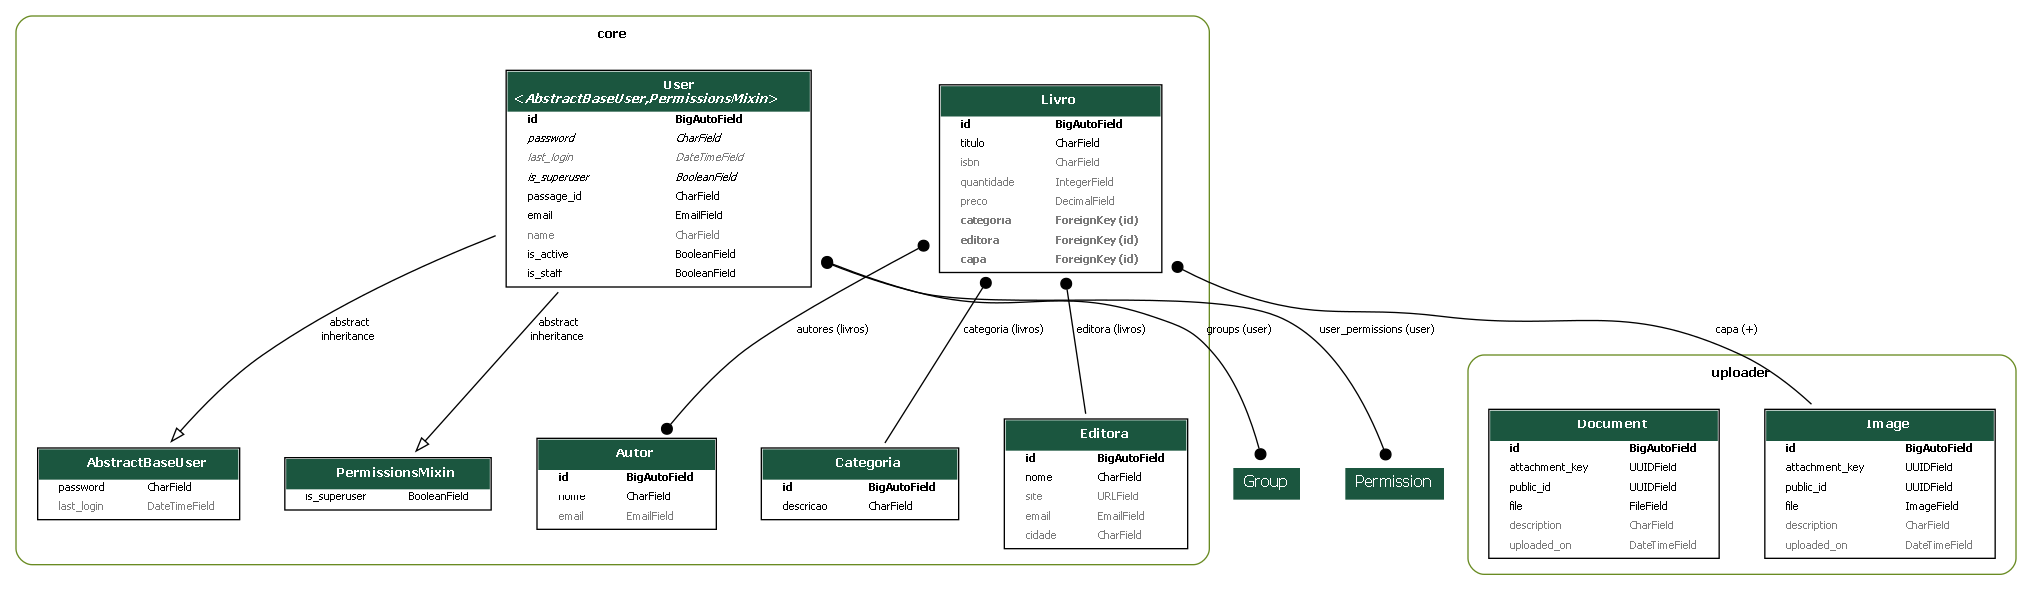 core
User
<AbstractBaseUser,PermissionsMixin>
id BigAutoField
password CharField
last_login DateTimeField
is_superuser BooleanField
passage_id CharField
email EmailField
name CharField
is_active BooleanField
is_staff BooleanField
Livro
id BigAutoField
titulo CharField
isbn CharField
quantidade IntegerField
preco DecimalField
categoria ForeignKey (id)
editora ForeignKey (id)
capa ForeignKey (id)
abstract
inheritance
abstract
inheritance
autores (livros)
categoria (livros)
editora (livros)
groups (user)
user_permissions (user)
capa (+)
AbstractBaseUser
password CharField
last_login DateTimeField
PermissionsMixin
is_superuser BooleanField
Autor
id BigAutoField
nome CharField
email EmailField
Categoria
id BigAutoField
descricao CharField
Editora
id BigAutoField
nome CharField
site URLField
email EmailField
cidade CharField
Group
Permission
uploader
Document
id BigAutoField
attachment_key UUIDField
public_id UUIDField
file FileField
description CharField
uploaded_on DateTimeField
Image
id BigAutoField
attachment_key UUIDField
public_id UUIDField
file ImageField
description CharField
uploaded_on DateTimeField